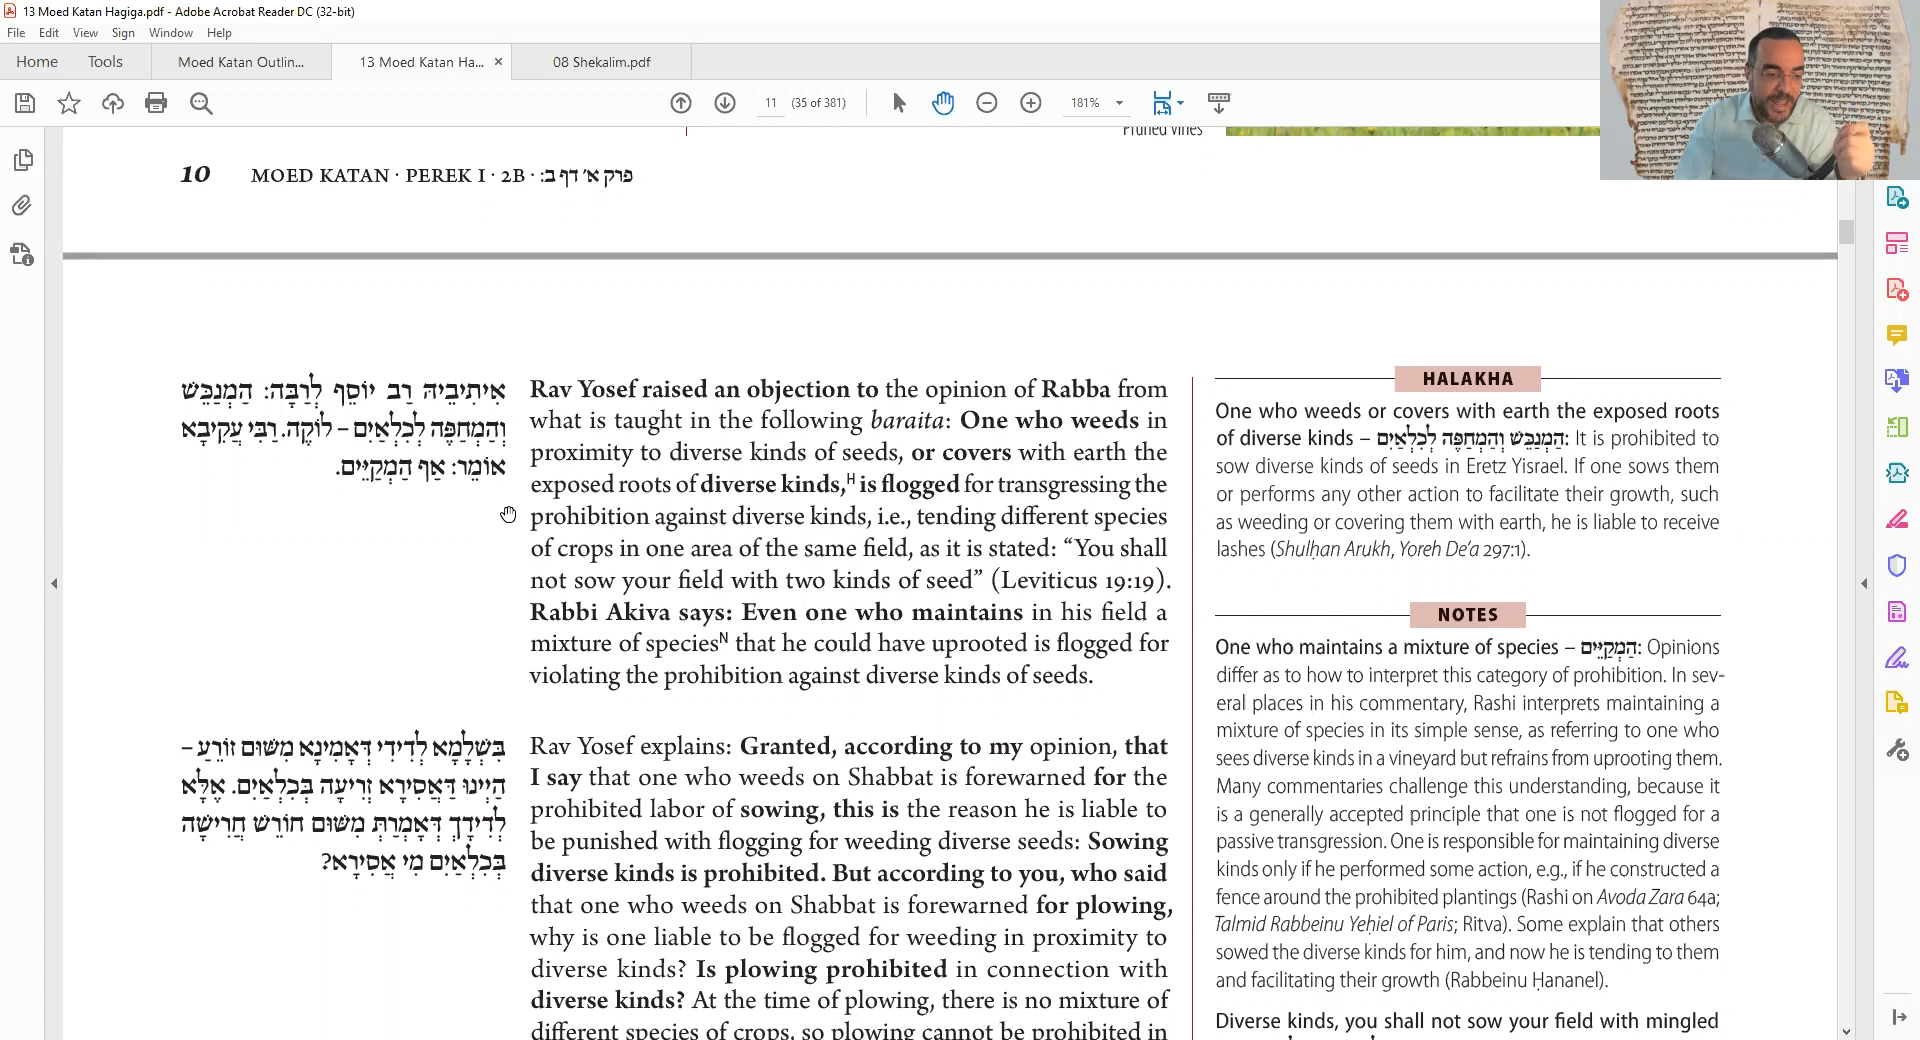 13 Moed Katan Hagiga.pdf - Adobe Acrobat Reader DC (32-bit)
File Edit View Sign Window Help
Home Tools Moed Katan Outlin... 13 Moed Katan Ha... × 08 Shekalim.pdf
11 (35 of 381) 181%
Pruned vines
10 MOED KATAN · PEREK I · 2B · פרק א׳ דף ב:
אִיתִיבֵיהּ רַב יוֹסֵף לְרַבָּה: הַמְנַכֵּשׁ
וְהַמְחַפֶּה לְכִלְאַיִם – לוֹקֶה. רַבִּי עֲקִיבָא
אוֹמֵר: אַף הַמְקַיֵּים.
Rav Yosef raised an objection to the opinion of Rabba from
what is taught in the following baraita: One who weeds in
proximity to diverse kinds of seeds, or covers with earth the
exposed roots of diverse kinds,ᴴ is flogged for transgressing the
prohibition against diverse kinds, i.e., tending different species
of crops in one area of the same field, as it is stated: “You shall
not sow your field with two kinds of seed” (Leviticus 19:19).
Rabbi Akiva says: Even one who maintains in his field a
mixture of speciesᴺ that he could have uprooted is flogged for
violating the prohibition against diverse kinds of seeds.
בִּשְׁלָמָא לְדִידִי דְּאָמִינָא מִשּׁוּם זוֹרֵעַ –
הַיְינוּ דַּאֲסִירָא זְרִיעָה בְּכִלְאַיִם. אֶלָּא
לְדִידָךְ דְּאָמְרַתְּ מִשּׁוּם חוֹרֵשׁ חֲרִישָׁה
בְּכִלְאַיִם מִי אֲסִירָא?
Rav Yosef explains: Granted, according to my opinion, that
I say that one who weeds on Shabbat is forewarned for the
prohibited labor of sowing, this is the reason he is liable to
be punished with flogging for weeding diverse seeds: Sowing
diverse kinds is prohibited. But according to you, who said
that one who weeds on Shabbat is forewarned for plowing,
why is one liable to be flogged for weeding in proximity to
diverse kinds? Is plowing prohibited in connection with
diverse kinds? At the time of plowing, there is no mixture of
different species of crops, so plowing cannot be prohibited in
HALAKHA
One who weeds or covers with earth the exposed roots
of diverse kinds – הַמְנַכֵּשׁ וְהַמְחַפֶּה לְכִלְאַיִם: It is prohibited to
sow diverse kinds of seeds in Eretz Yisrael. If one sows them
or performs any other action to facilitate their growth, such
as weeding or covering them with earth, he is liable to receive
lashes (Shulḥan Arukh, Yoreh De’a 297:1).
NOTES
One who maintains a mixture of species – הַמְקַיֵּים: Opinions
differ as to how to interpret this category of prohibition. In sev-
eral places in his commentary, Rashi interprets maintaining a
mixture of species in its simple sense, as referring to one who
sees diverse kinds in a vineyard but refrains from uprooting them.
Many commentaries challenge this understanding, because it
is a generally accepted principle that one is not flogged for a
passive transgression. One is responsible for maintaining diverse
kinds only if he performed some action, e.g., if he constructed a
fence around the prohibited plantings (Rashi on Avoda Zara 64a;
Talmid Rabbeinu Yeḥiel of Paris; Ritva). Some explain that others
sowed the diverse kinds for him, and now he is tending to them
and facilitating their growth (Rabbeinu Ḥananel).
Diverse kinds, you shall not sow your field with mingled